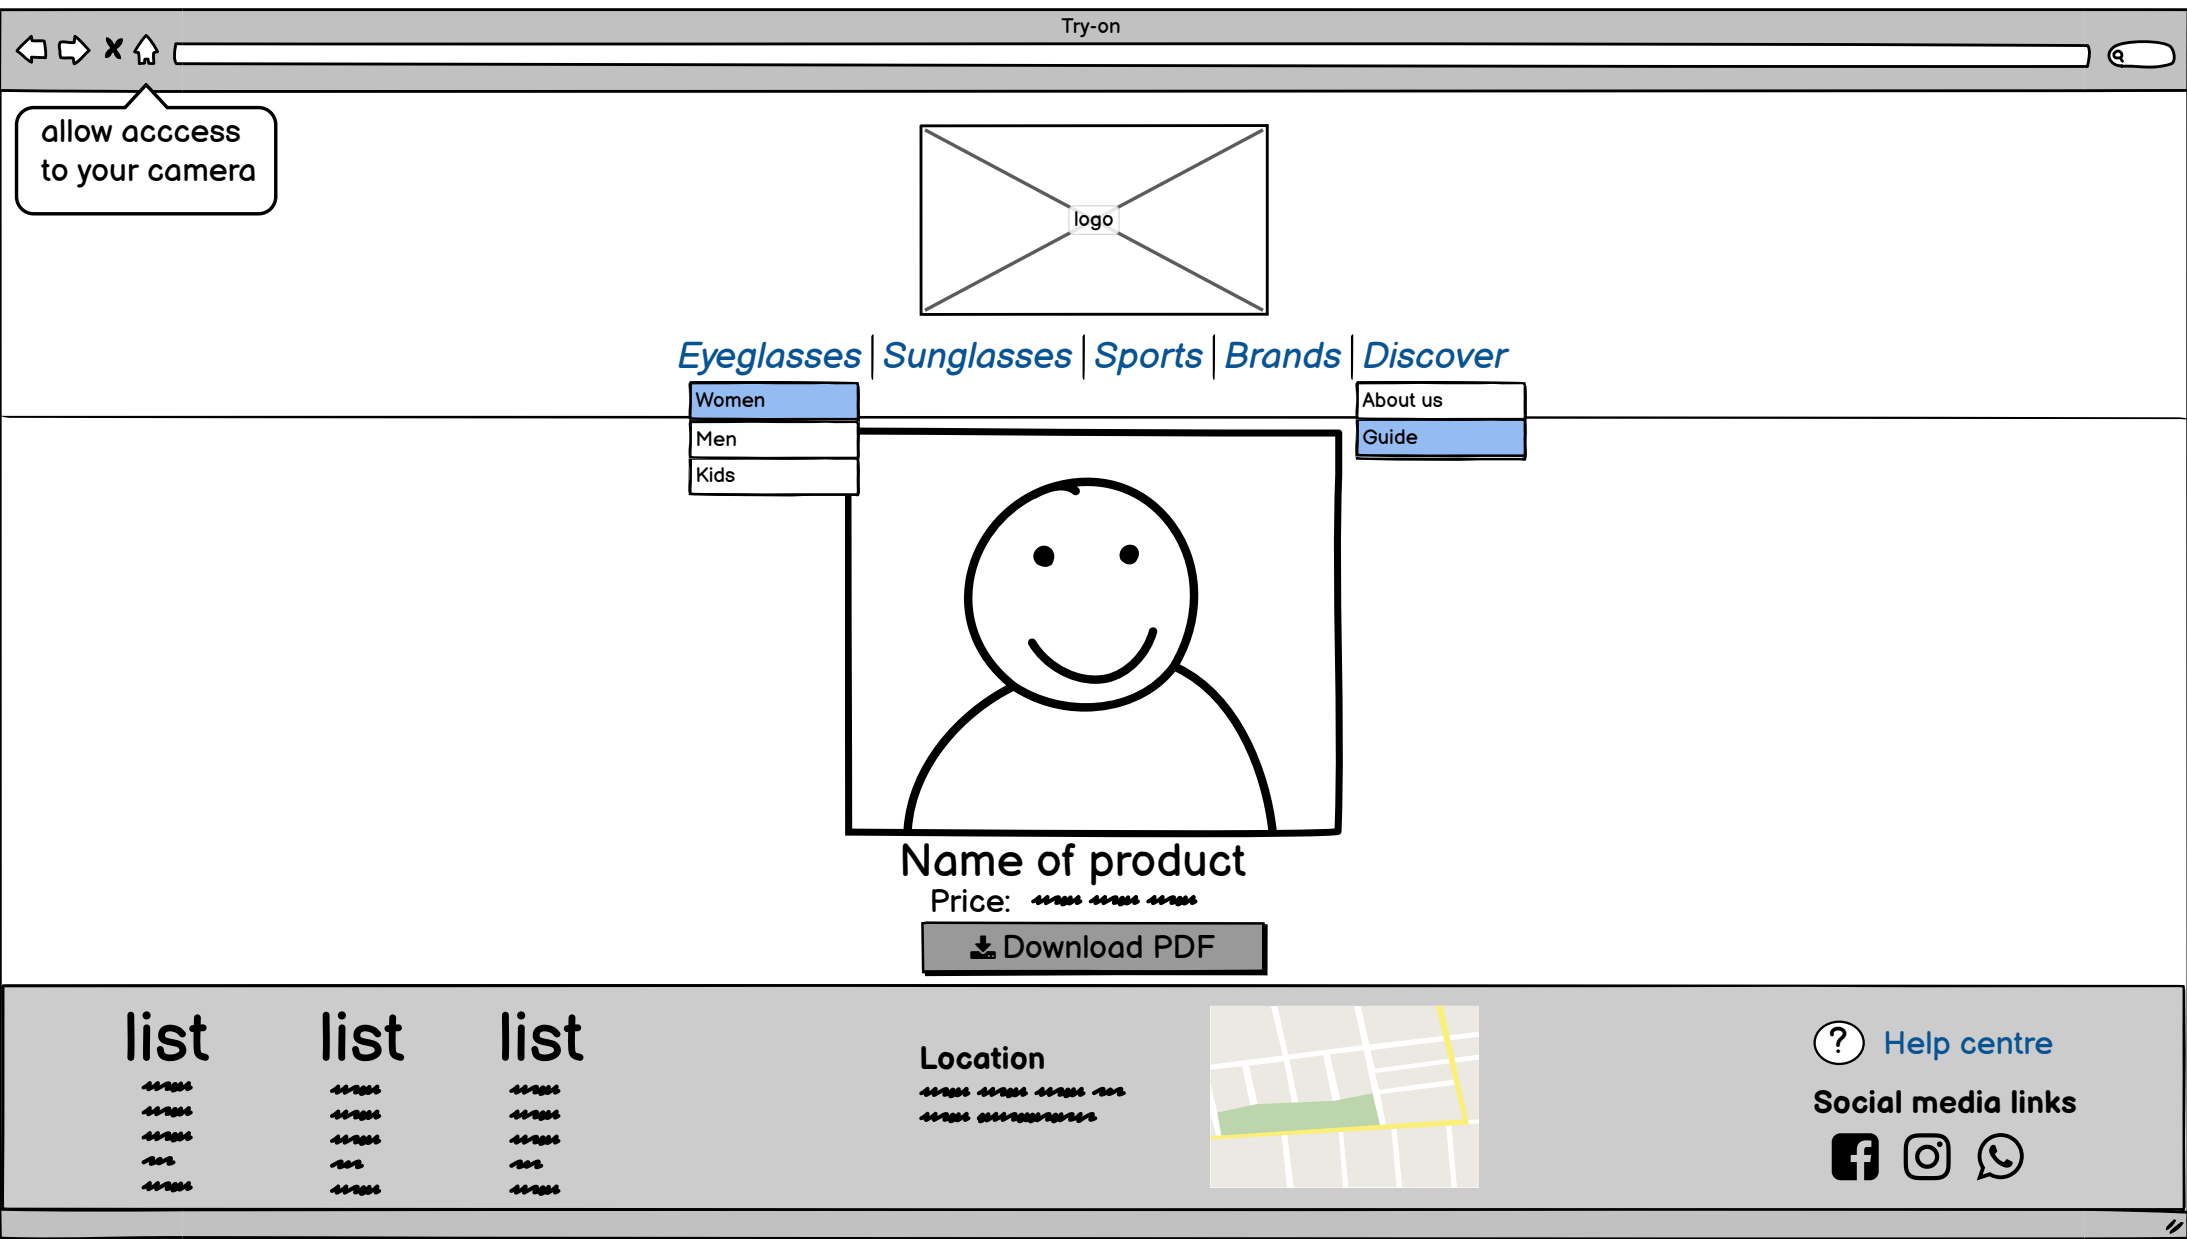 Try-on
allow acccess
to your camera
logo
Eyeglasses Sunglasses Sports Brands Discover
Women
Men
Kids
About us
Guide
Name of product
Price:
Download PDF
list list list
Location
? Help centre
Social media links